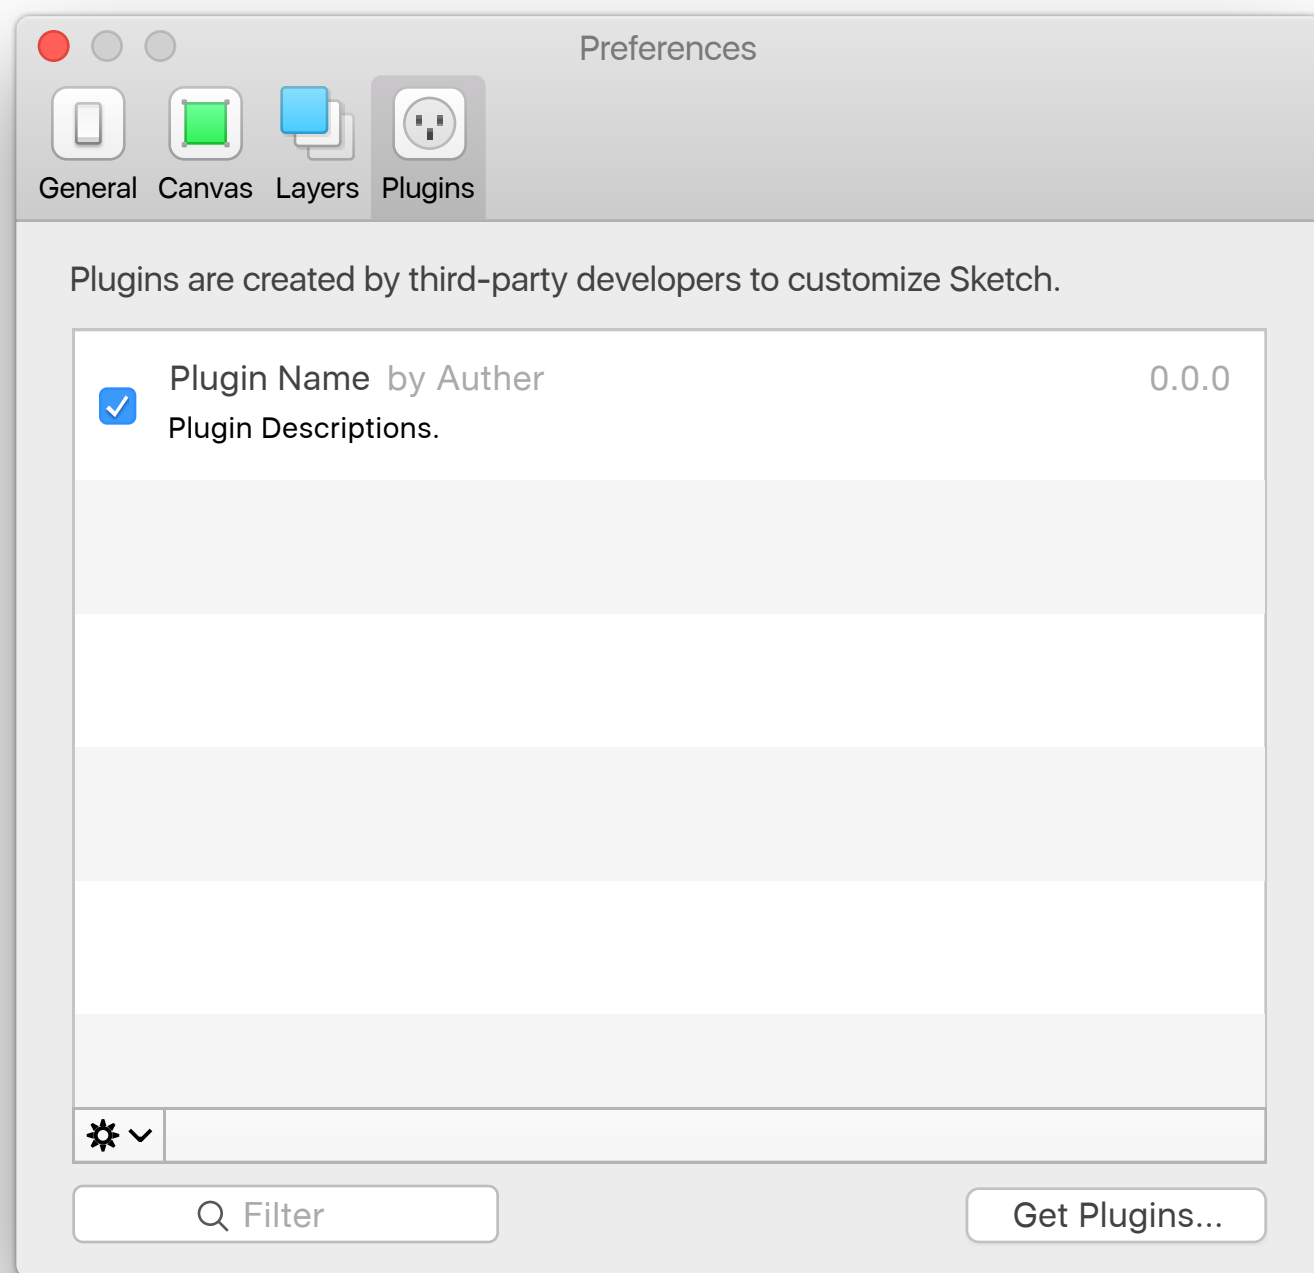 Preferences
General Canvas Layers Plugins
Plugins are created by third-party developers to customize Sketch.
Plugin Name by Auther 0.0.0
Plugin Descriptions.
Filter Get Plugins...